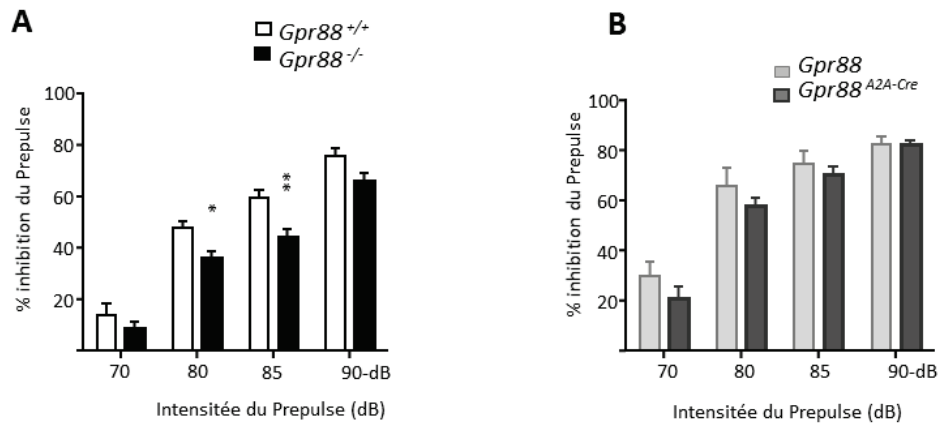 A
Gpr88 +/+
Gpr88 -/-
% inhibition du Prepulse
100
80
60
40
20
*
**
70
80
85
90-dB
Intensitée du Prepulse (dB)
B
Gpr88
Gpr88 A2A-Cre
% inhibition du Prepulse
100
80
60
40
20
70
80
85
90-dB
Intensitée du Prepulse (dB)